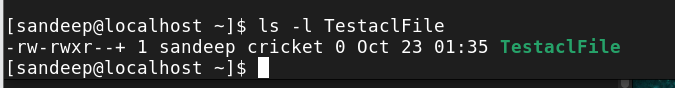 [sandeep@localhost ~]$ ls -l TestaclFile
-rw-rwxr--+ 1 sandeep cricket 0 Oct 23 01:35 TestaclFile
[sandeep@localhost ~]$